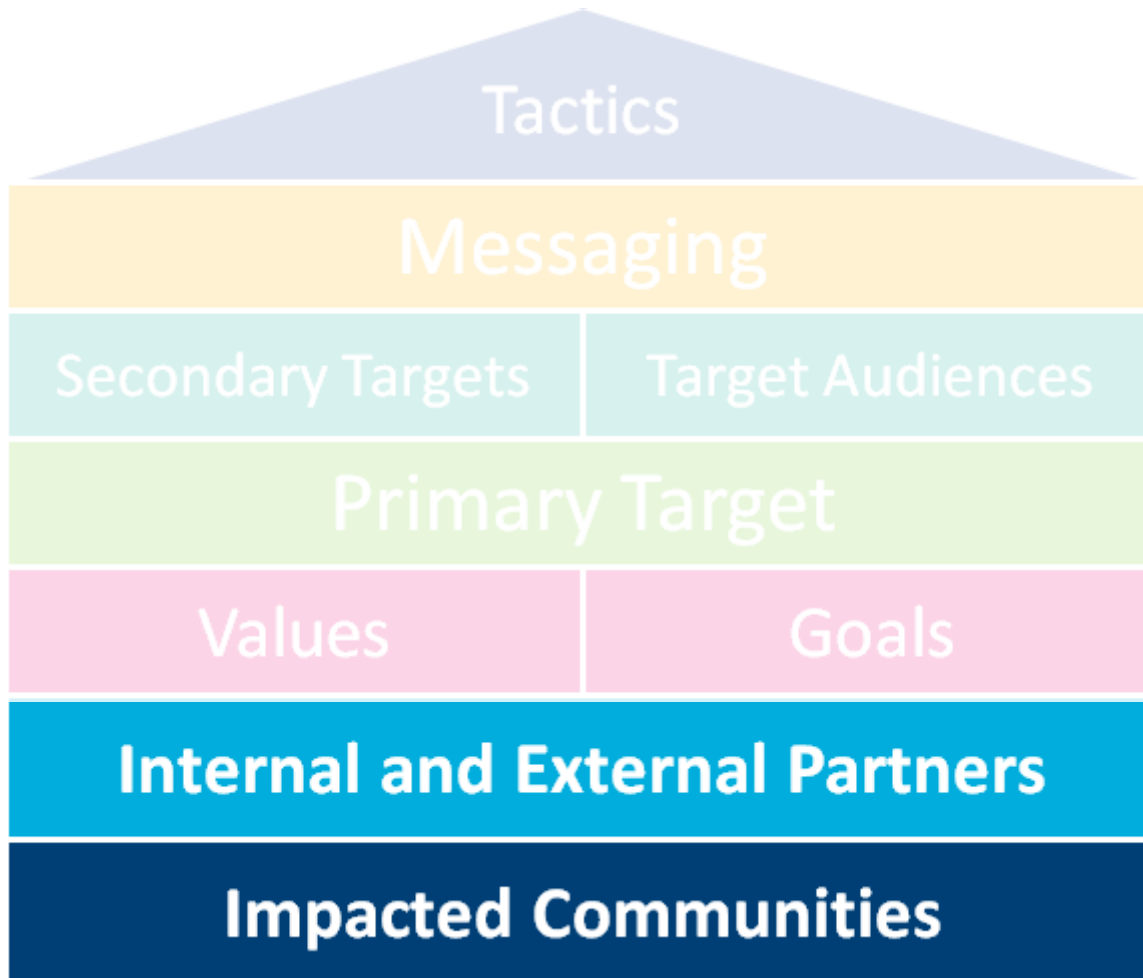 Tactics
Messaging
Secondary Targets
Target Audiences
Primary Target
Values
Goals
Internal and External Partners
Impacted Communities